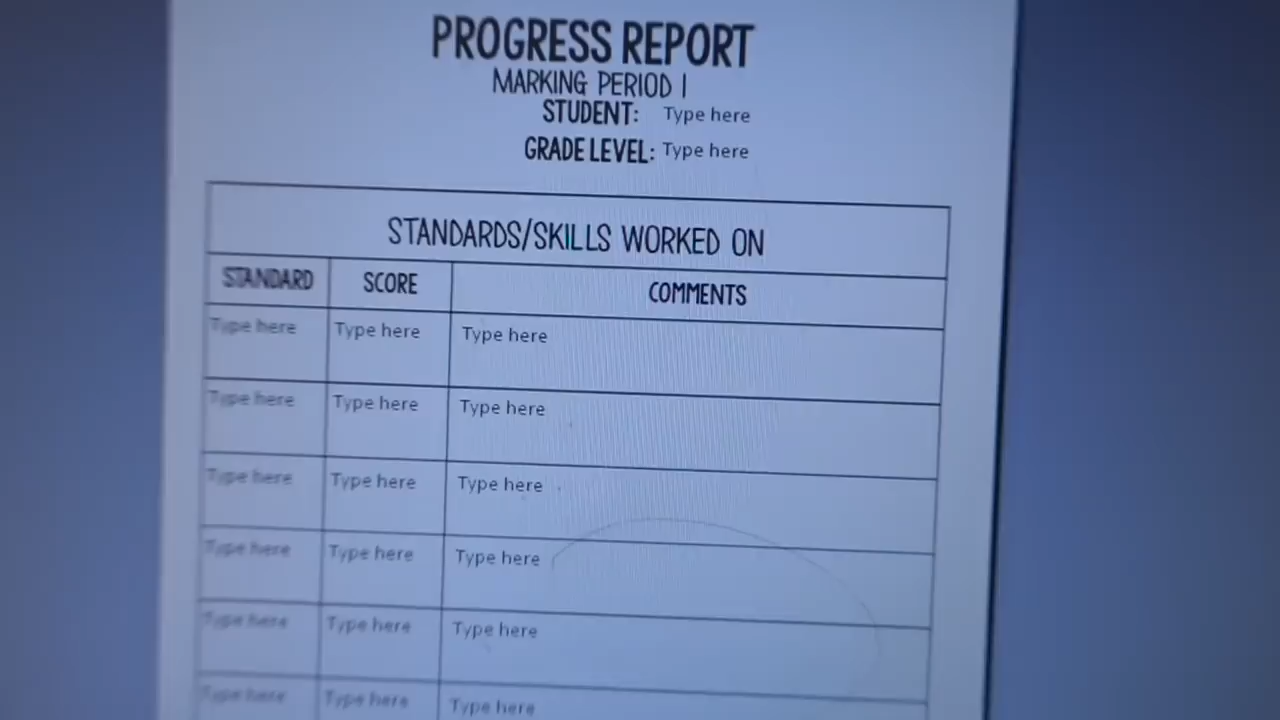 PROGRESS REPORT
MARKING PERIOD 1
STUDENT: Type here
GRADE LEVEL: Type here
STANDARDS/SKILLS WORKED ON
STANDARD SCORE COMMENTS
Type here Type here Type here
Type here Type here Type here
Type here Type here Type here
Type here Type here Type here
Type here Type here Type here
Type here Type here Type here